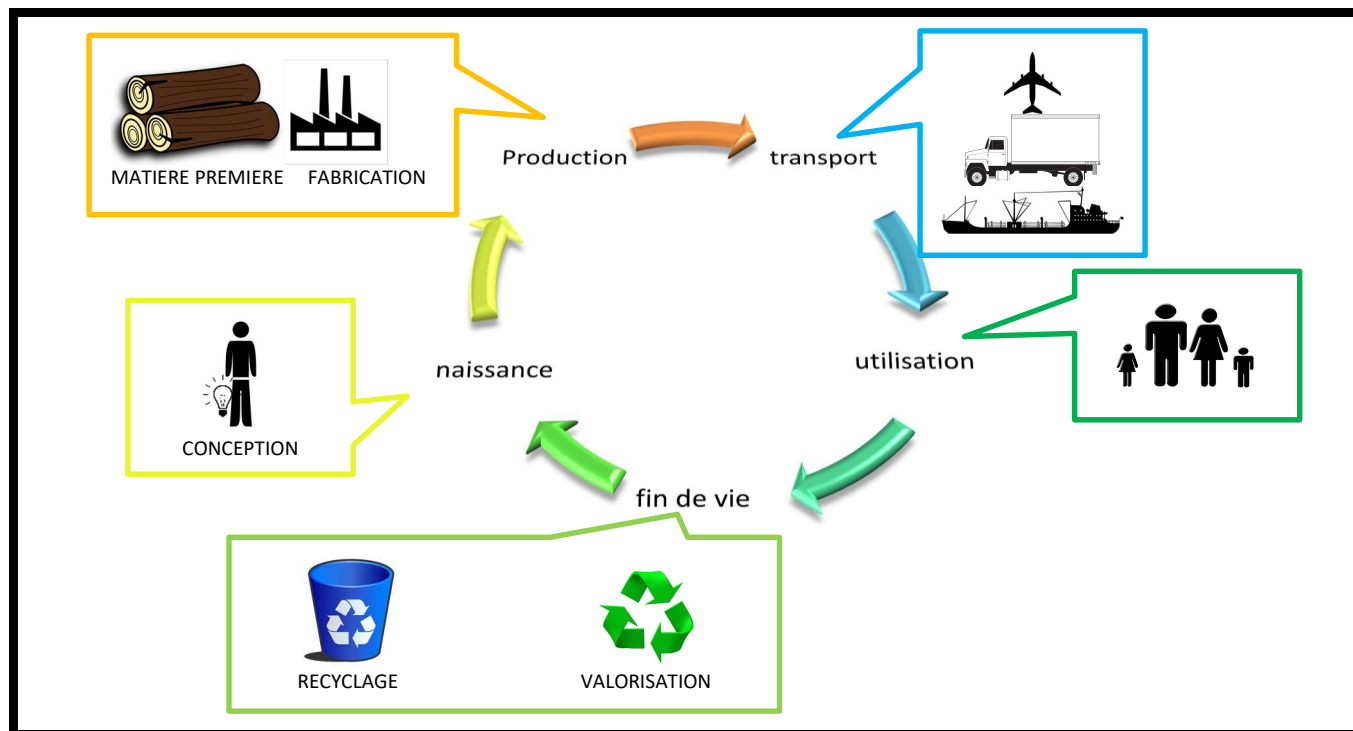 MATIERE PREMIERE FABRICATION
Production
transport
utilisation
naissance
CONCEPTION
fin de vie
RECYCLAGE VALORISATION